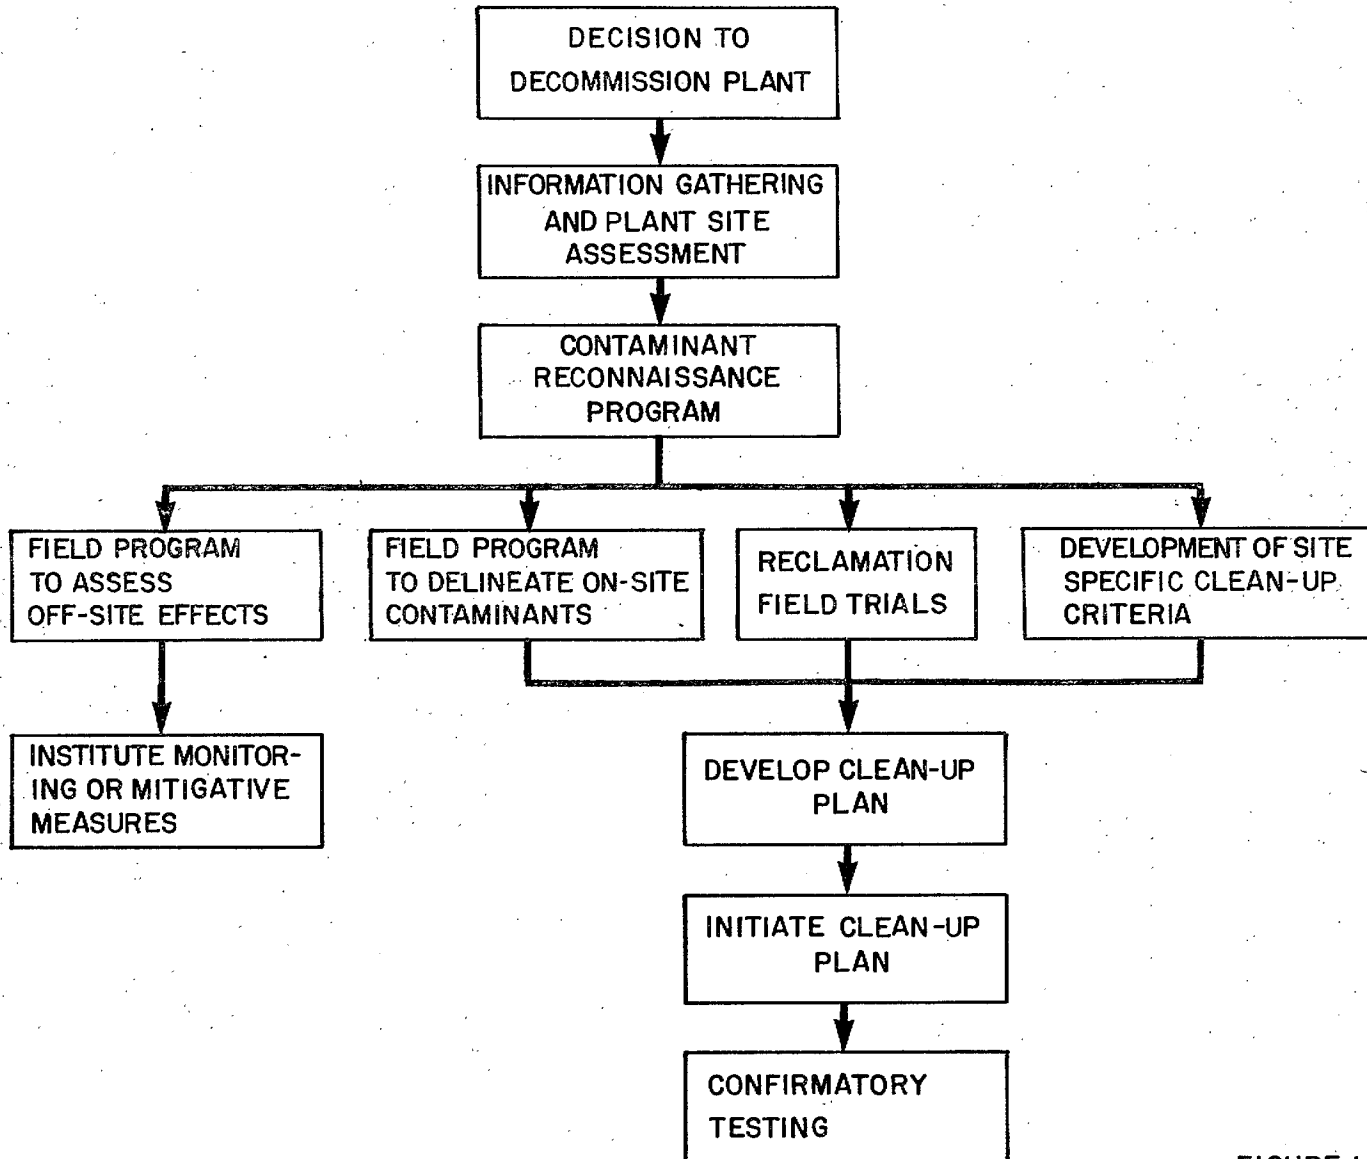 DECISION TO
DECOMMISSION PLANT
INFORMATION GATHERING
AND PLANT SITE
ASSESSMENT
CONTAMINANT
RECONNAISSANCE
PROGRAM
FIELD PROGRAM
TO ASSESS
OFF-SITE EFFECTS
FIELD PROGRAM
TO DELINEATE ON-SITE
CONTAMINANTS
RECLAMATION
FIELD TRIALS
DEVELOPMENT OF SITE
SPECIFIC CLEAN-UP
CRITERIA
INSTITUTE MONITOR-
ING OR MITIGATIVE
MEASURES
DEVELOP CLEAN-UP
PLAN
INITIATE CLEAN-UP
PLAN
CONFIRMATORY
TESTING